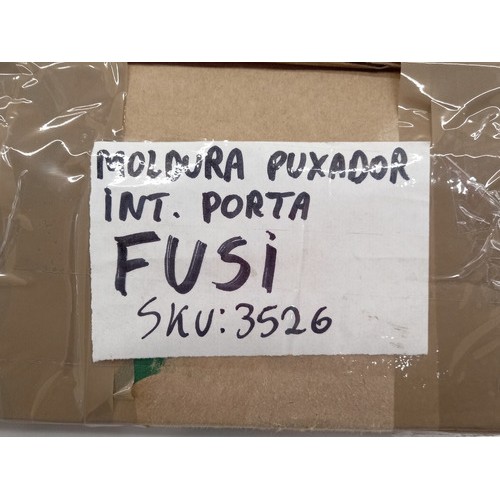 MOLDURA PUXADOR
INT. PORTA
FUSi
SKU: 3526